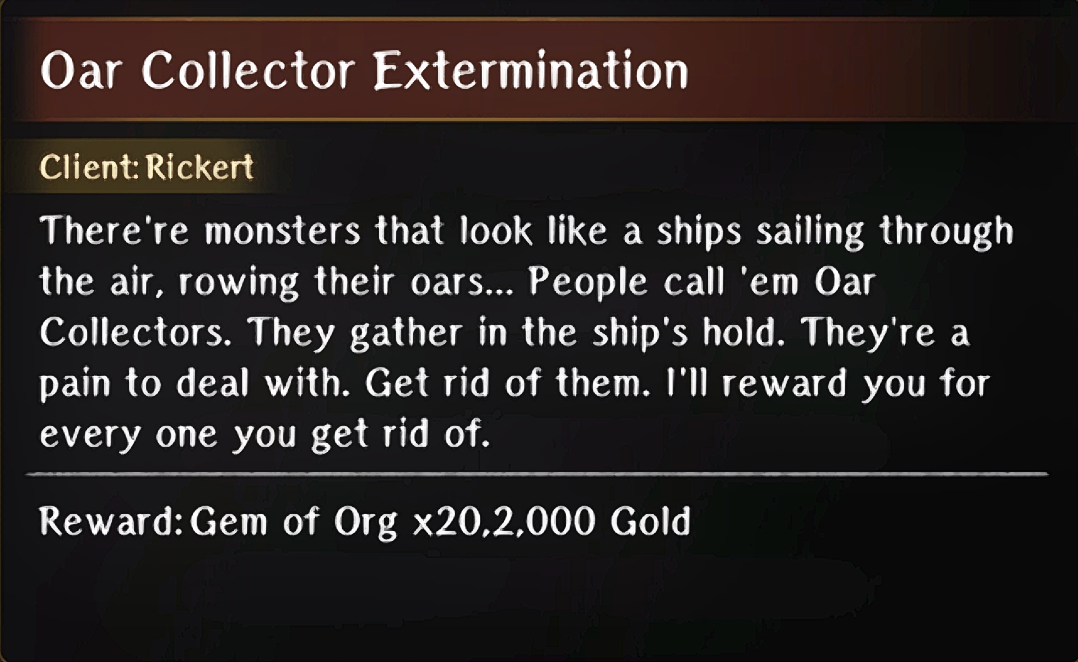 Oar Collector Extermination
Client: Rickert
There're monsters that look like a ships sailing through
the air, rowing their oars... People call 'em Oar
Collectors. They gather in the ship's hold. They're a
pain to deal with. Get rid of them. I'll reward you for
every one you get rid of.
Reward: Gem of Org x20,2,000 Gold